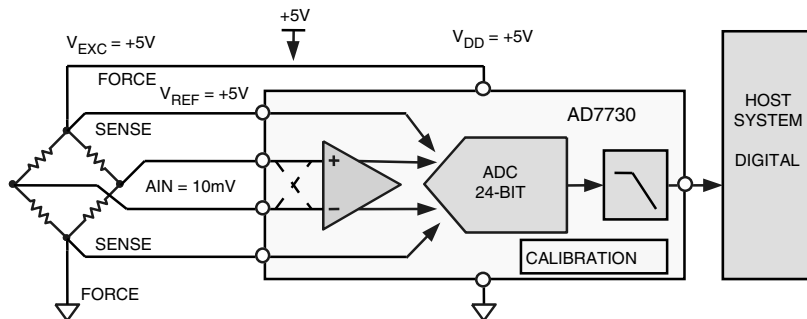 +5V
V_EXC = +5V
V_DD = +5V
FORCE
V_REF = +5V
AD7730
SENSE
HOST
SYSTEM
DIGITAL
+
ADC
24-BIT
AIN = 10mV
–
SENSE
CALIBRATION
FORCE